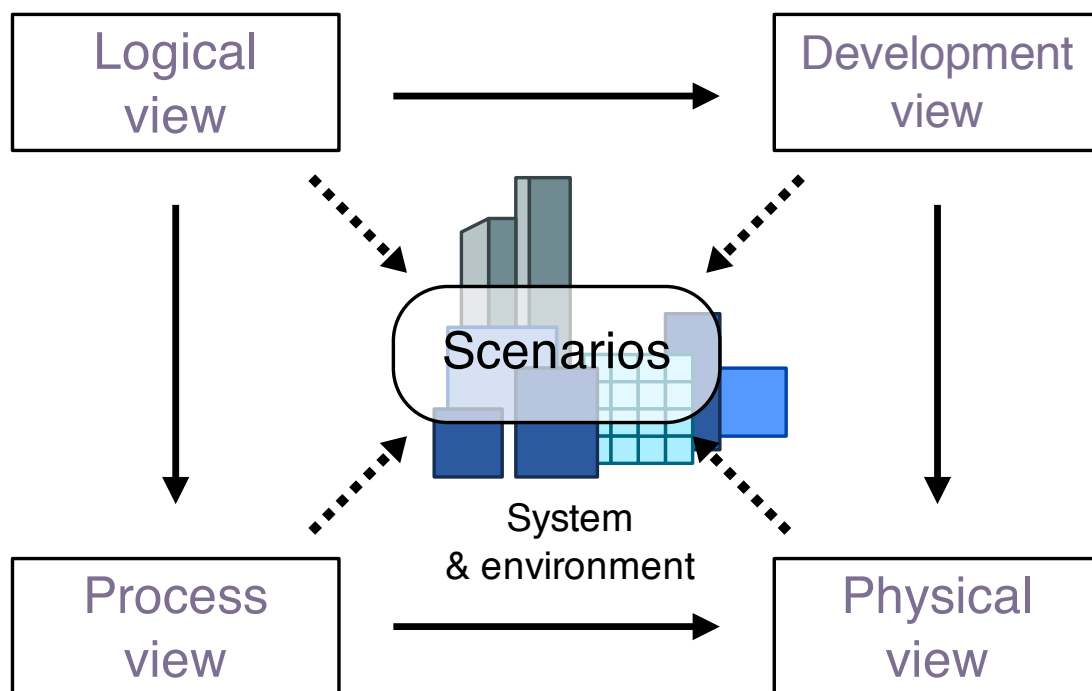 Logical
view
Development
view
Scenarios
System
& environment
Process
view
Physical
view